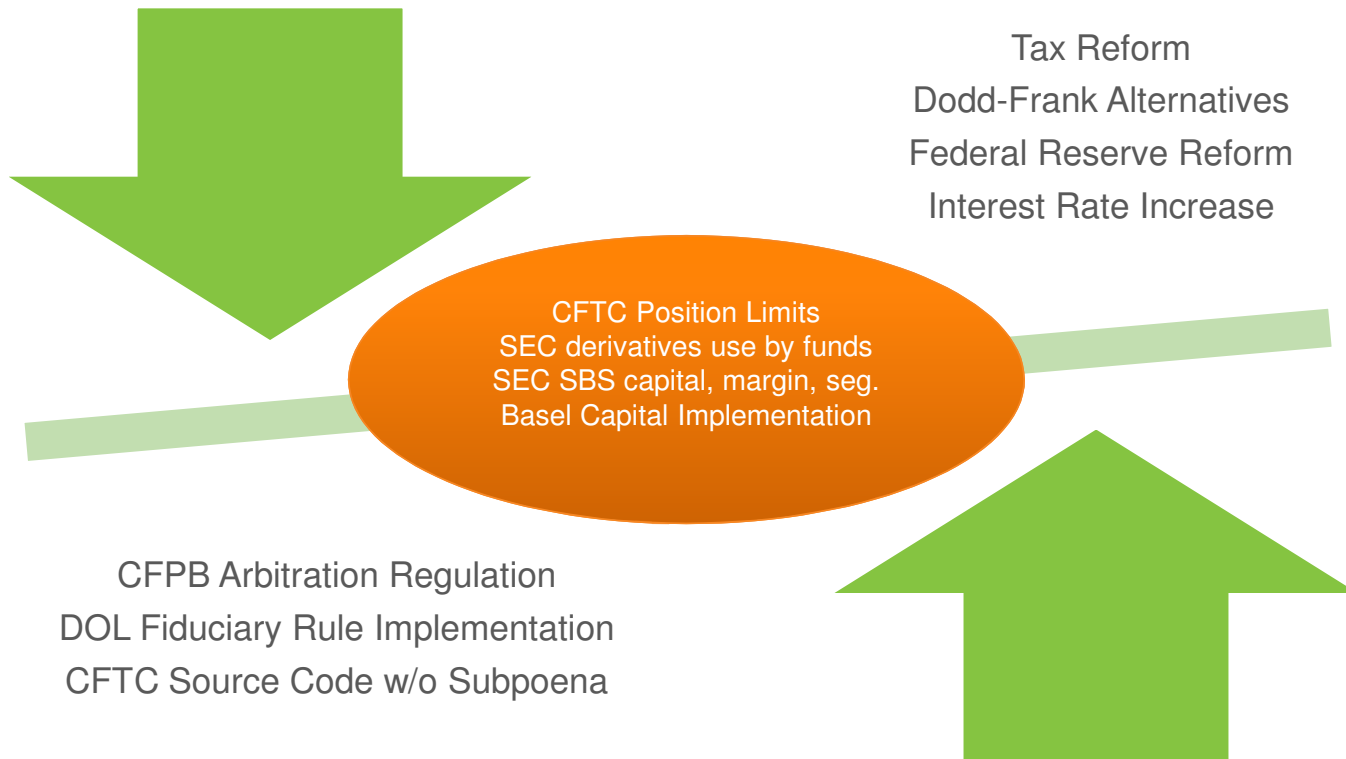 Tax Reform
Dodd-Frank Alternatives
Federal Reserve Reform
Interest Rate Increase
CFTC Position Limits
SEC derivatives use by funds
SEC SBS capital, margin, seg.
Basel Capital Implementation
CFPB Arbitration Regulation
DOL Fiduciary Rule Implementation
CFTC Source Code w/o Subpoena